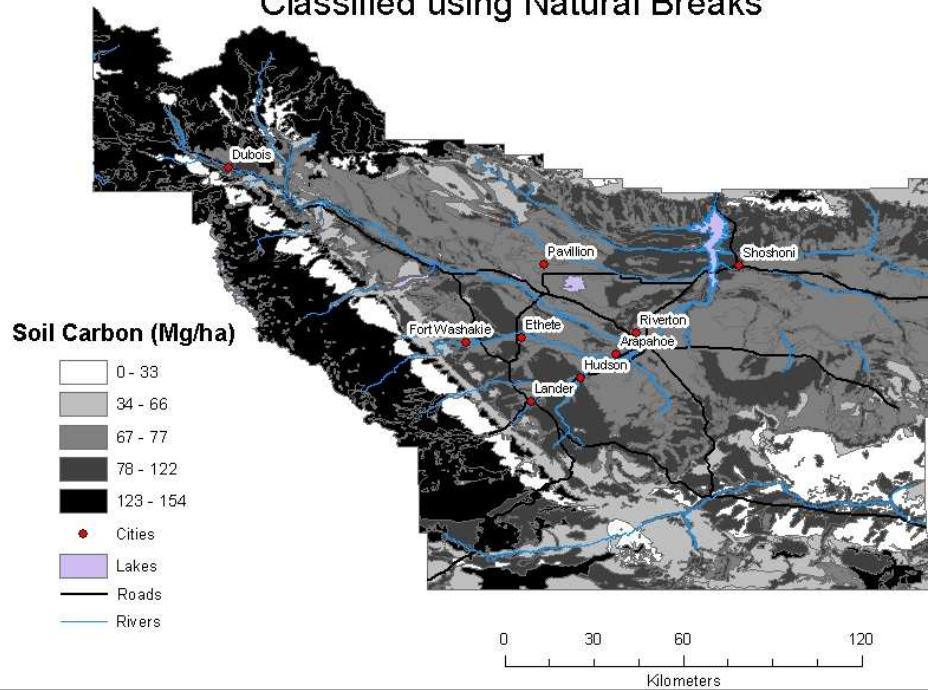 Classified using Natural Breaks
Dubois
Pavillion
Shoshoni
Riverton
Fort Washakie
Ethete
Arapahoe
Hudson
Lander
Soil Carbon (Mg/ha)
0 - 33
34 - 66
67 - 77
78 - 122
123 - 154
Cities
Lakes
Roads
Rivers
0 30 60 120
Kilometers